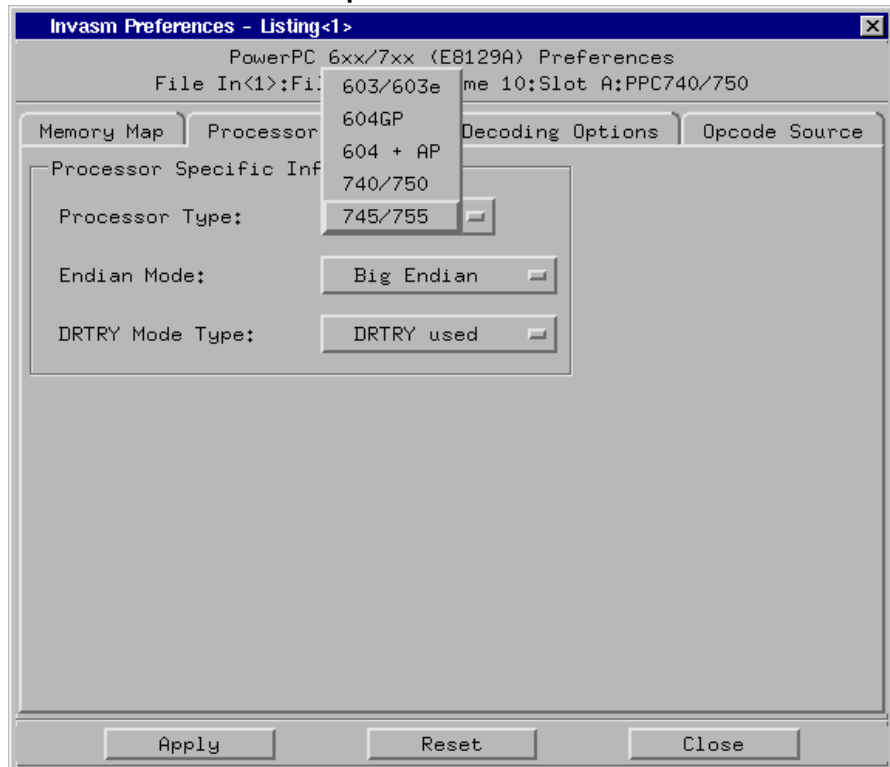 Invasm Preferences - Listing<1>
PowerPC 6xx/7xx (E8129A) Preferences
File In<1>:Fi me 10:Slot A:PPC740/750
603/603e
604GP
604 + AP
740/750
745/755
Memory Map Processor Decoding Options Opcode Source
Processor Specific Inf
Processor Type:
Endian Mode: Big Endian
DRTRY Mode Type: DRTRY used
Apply Reset Close